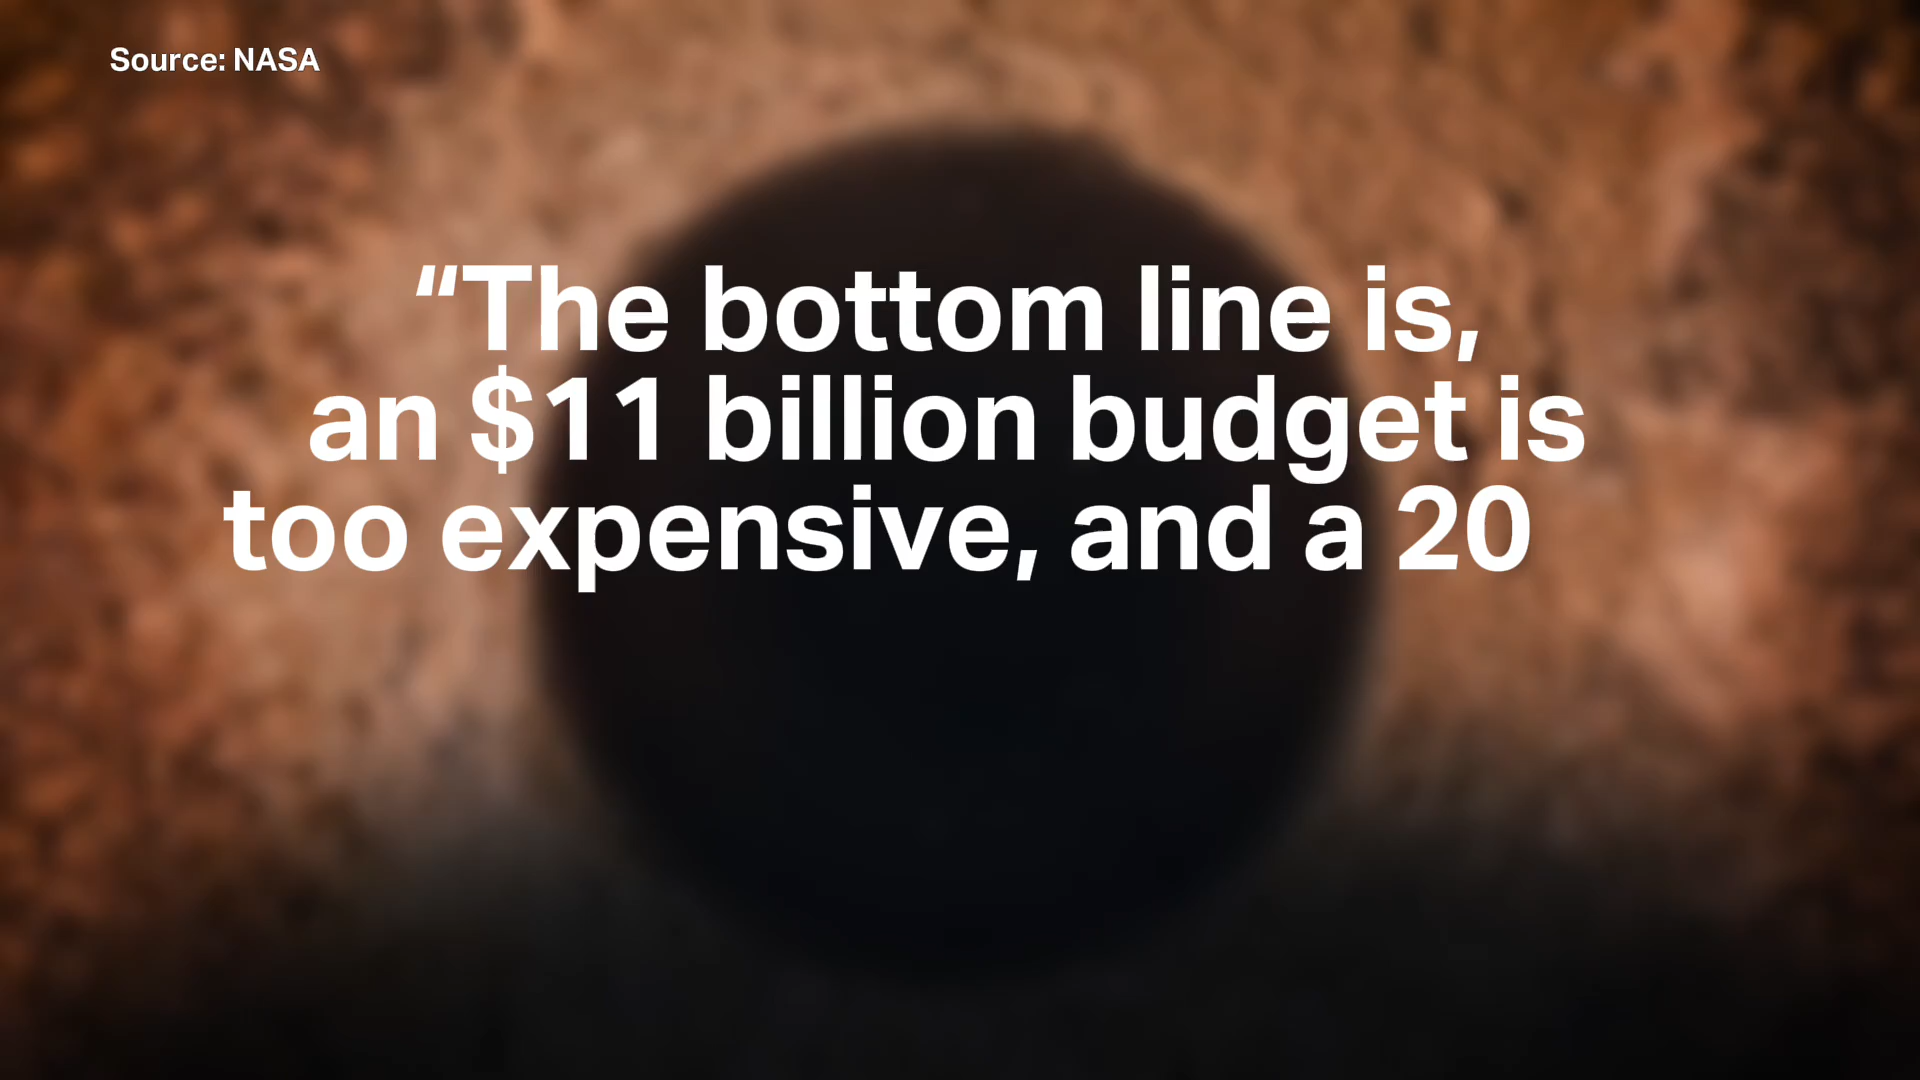 Source: NASA
“The bottom line is,
an $11 billion budget is
too expensive, and a 20